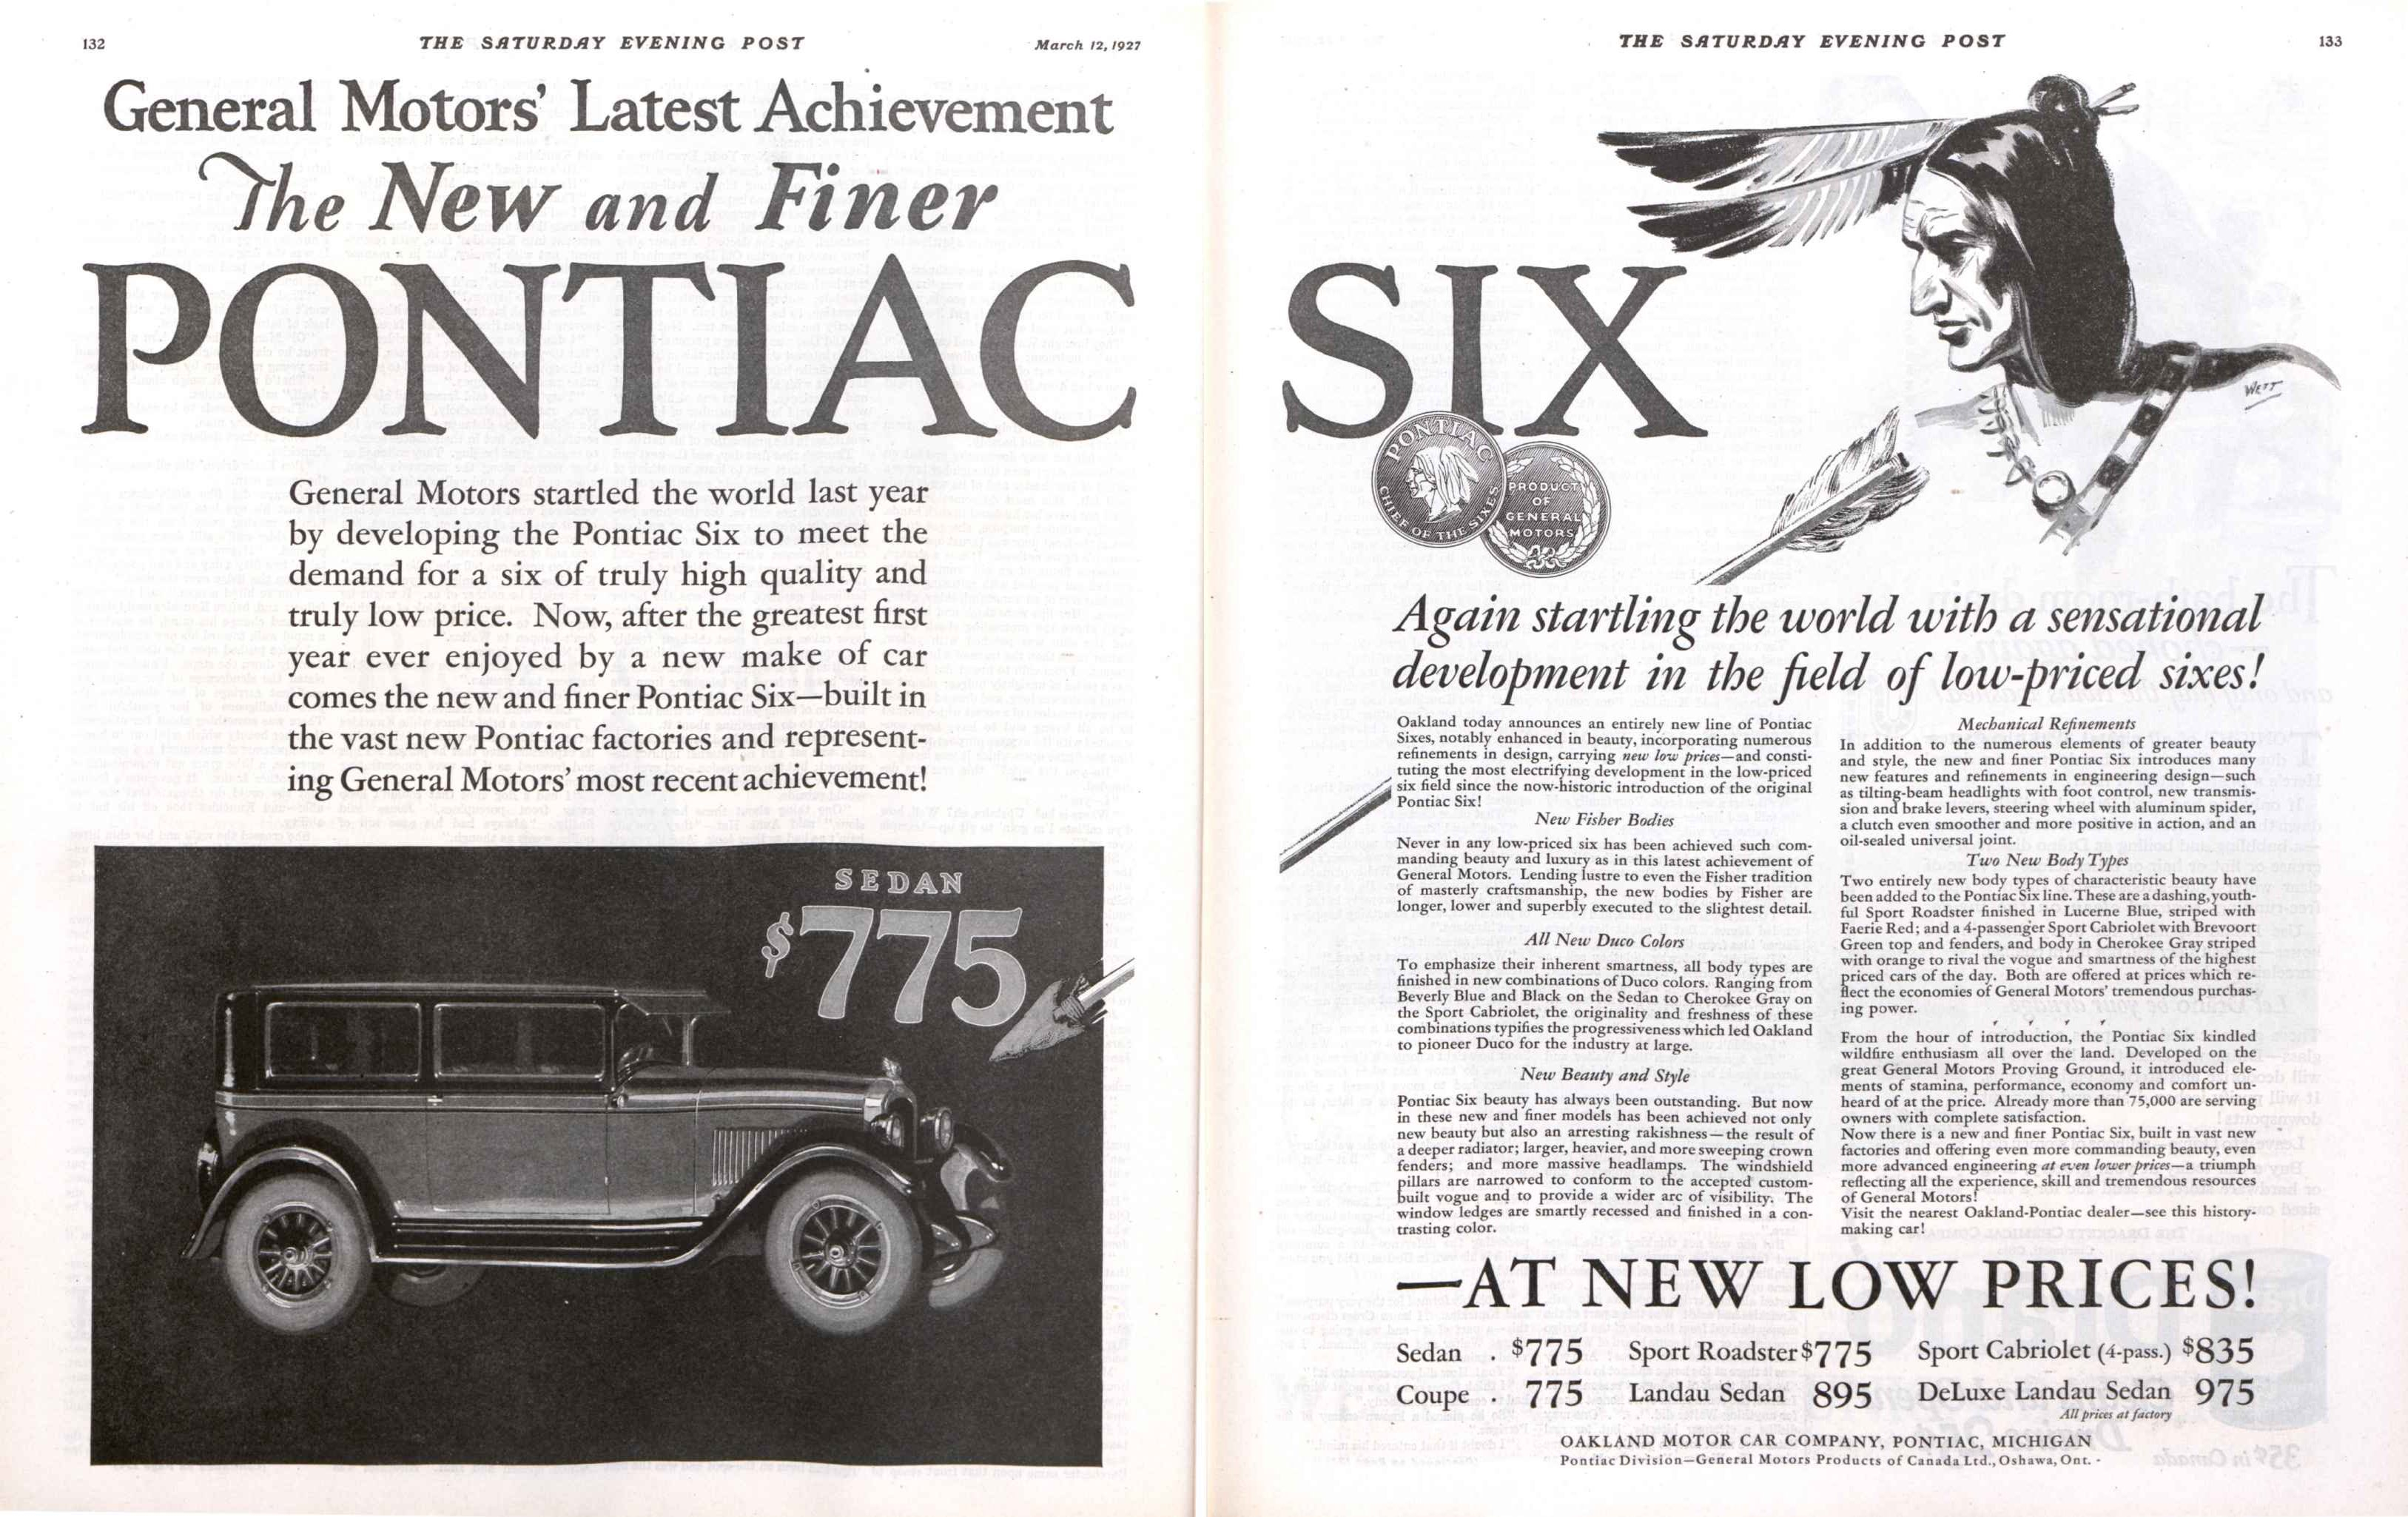 132
THE SATURDAY EVENING POST
March 12, 1927
General Motors' Latest Achievement
The New and Finer
PONTIAC
General Motors startled the world last year
by developing the Pontiac Six to meet the
demand for a six of truly high quality and
truly low price. Now, after the greatest first
year ever enjoyed by a new make of car
comes the new and finer Pontiac Six—built in
the vast new Pontiac factories and represent-
ing General Motors' most recent achievement!
SEDAN
$775
THE SATURDAY EVENING POST
133
SIX
WETT
PONTIAC
CHIEF OF THE SIXES
PRODUCT
OF
GENERAL
MOTORS
Again startling the world with a sensational
development in the field of low-priced sixes!
Oakland today announces an entirely new line of Pontiac
Sixes, notably enhanced in beauty, incorporating numerous
refinements in design, carrying new low prices—and consti-
tuting the most electrifying development in the low-priced
six field since the now-historic introduction of the original
Pontiac Six!
New Fisher Bodies
Never in any low-priced six has been achieved such com-
manding beauty and luxury as in this latest achievement of
General Motors. Lending lustre to even the Fisher tradition
of masterly craftsmanship, the new bodies by Fisher are
longer, lower and superbly executed to the slightest detail.
All New Duco Colors
To emphasize their inherent smartness, all body types are
finished in new combinations of Duco colors. Ranging from
Beverly Blue and Black on the Sedan to Cherokee Gray on
the Sport Cabriolet, the originality and freshness of these
combinations typifies the progressiveness which led Oakland
to pioneer Duco for the industry at large.
New Beauty and Style
Pontiac Six beauty has always been outstanding. But now
in these new and finer models has been achieved not only
new beauty but also an arresting rakishness—the result of
a deeper radiator; larger, heavier, and more sweeping crown
fenders; and more massive headlamps. The windshield
pillars are narrowed to conform to the accepted custom-
built vogue and to provide a wider arc of visibility. The
window ledges are smartly recessed and finished in a con-
trasting color.
Mechanical Refinements
In addition to the numerous elements of greater beauty
and style, the new and finer Pontiac Six introduces many
new features and refinements in engineering design—such
as tilting-beam headlights with foot control, new transmis-
sion and brake levers, steering wheel with aluminum spider,
a clutch even smoother and more positive in action, and an
oil-sealed universal joint.
Two New Body Types
Two entirely new body types of characteristic beauty have
been added to the Pontiac Six line. These are a dashing, youth-
ful Sport Roadster finished in Lucerne Blue, striped with
Faerie Red; and a 4-passenger Sport Cabriolet with Brevoort
Green top and fenders, and body in Cherokee Gray striped
with orange to rival the vogue and smartness of the highest
priced cars of the day. Both are offered at prices which re-
flect the economies of General Motors' tremendous purchas-
ing power.
From the hour of introduction, the Pontiac Six kindled
wildfire enthusiasm all over the land. Developed on the
great General Motors Proving Ground, it introduced ele-
ments of stamina, performance, economy and comfort un-
heard of at the price. Already more than 75,000 are serving
owners with complete satisfaction.
Now there is a new and finer Pontiac Six, built in vast new
factories and offering even more commanding beauty, even
more advanced engineering at even lower prices—a triumph
reflecting all the experience, skill and tremendous resources
of General Motors!
Visit the nearest Oakland-Pontiac dealer—see this history-
making car!
—AT NEW LOW PRICES!
Sedan . $775 Sport Roadster $775 Sport Cabriolet (4-pass.) $835
Coupe . 775 Landau Sedan 895 DeLuxe Landau Sedan 975
All prices at factory
OAKLAND MOTOR CAR COMPANY, PONTIAC, MICHIGAN
Pontiac Division—General Motors Products of Canada Ltd., Oshawa, Ont.